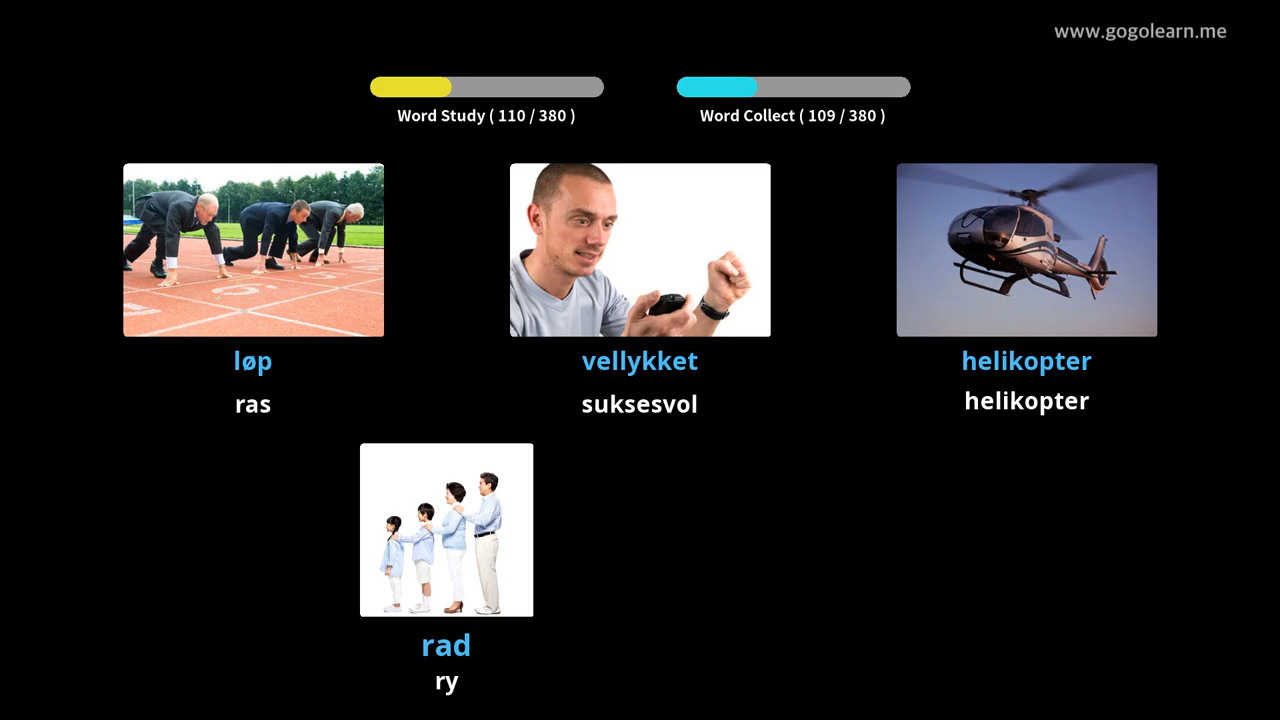 www.gogolearn.me
Word Study ( 110 / 380 )
Word Collect ( 109 / 380 )
løp
vellykket
helikopter
ras
suksesvol
helikopter
rad
ry